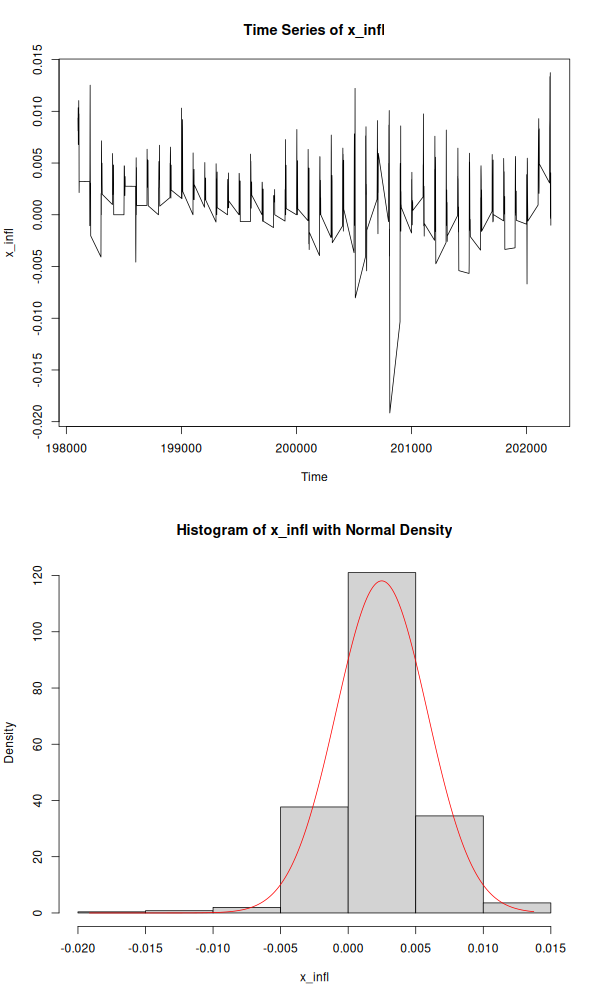 Time Series of x_infl
x_infl
0.015
0.010
0.005
0.000
-0.005
-0.010
-0.015
-0.020
198000 199000 200000 201000 202000
Time
Histogram of x_infl with Normal Density
Density
120
100
80
60
40
20
0
-0.020 -0.015 -0.010 -0.005 0.000 0.005 0.010 0.015
x_infl